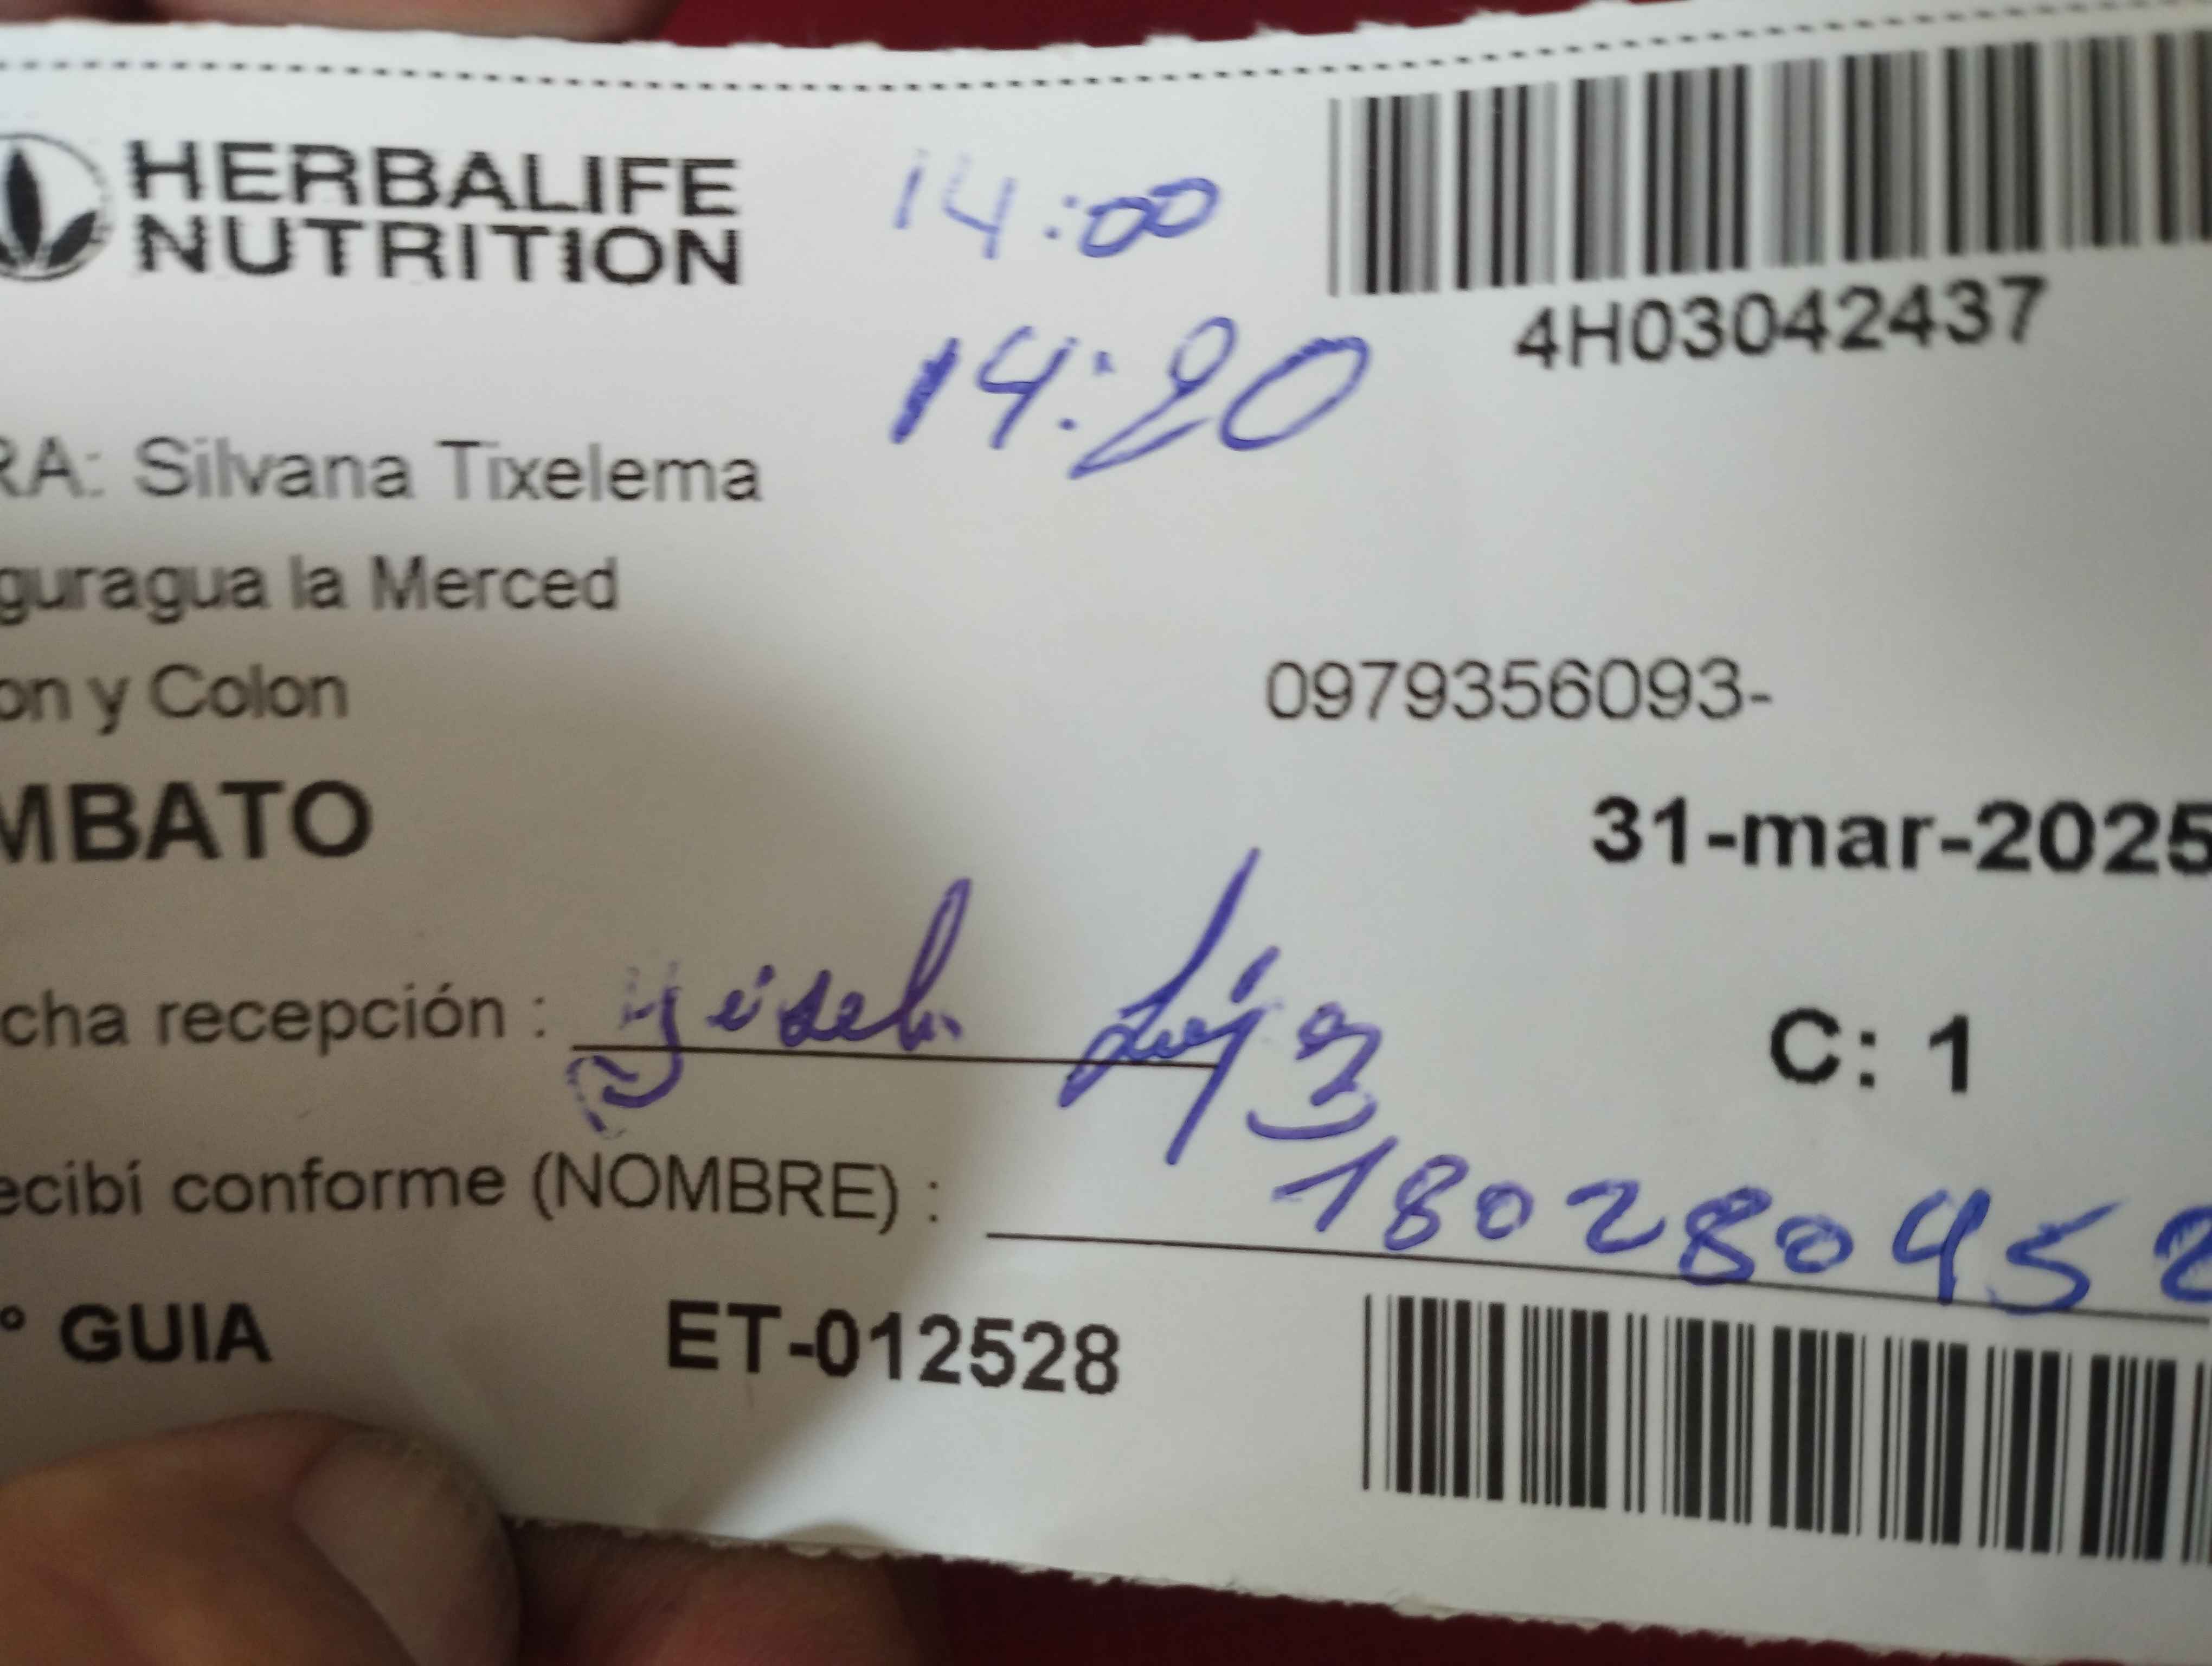 HERBALIFE
NUTRITION
14:00
4H03042437
14:20
RA: Silvana Tixelema
guragua la Merced
on y Colon
0979356093-
MBATO
31-mar-2025
cha recepción :
C: 1
ecibí conforme (NOMBRE) :
180280452
° GUIA
ET-012528